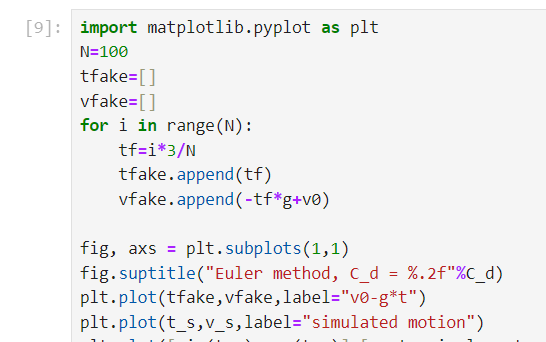 [9]: import matplotlib.pyplot as plt
N=100
tfake=[]
vfake=[]
for i in range(N):
    tf=i*3/N
    tfake.append(tf)
    vfake.append(-tf*g+v0)
fig, axs = plt.subplots(1,1)
fig.suptitle("Euler method, C_d = %.2f"%C_d)
plt.plot(tfake,vfake,label="v0-g*t")
plt.plot(t_s,v_s,label="simulated motion")